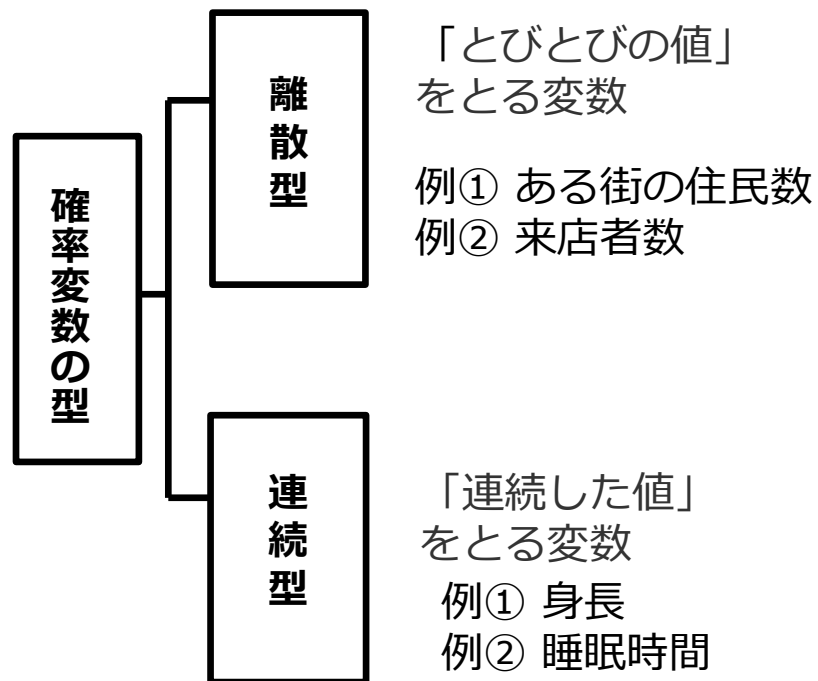 確率変数の型
離散型
「とびとびの値」
をとる変数
例① ある街の住民数
例② 来店者数
連続型
「連続した値」
をとる変数
例① 身長
例② 睡眠時間